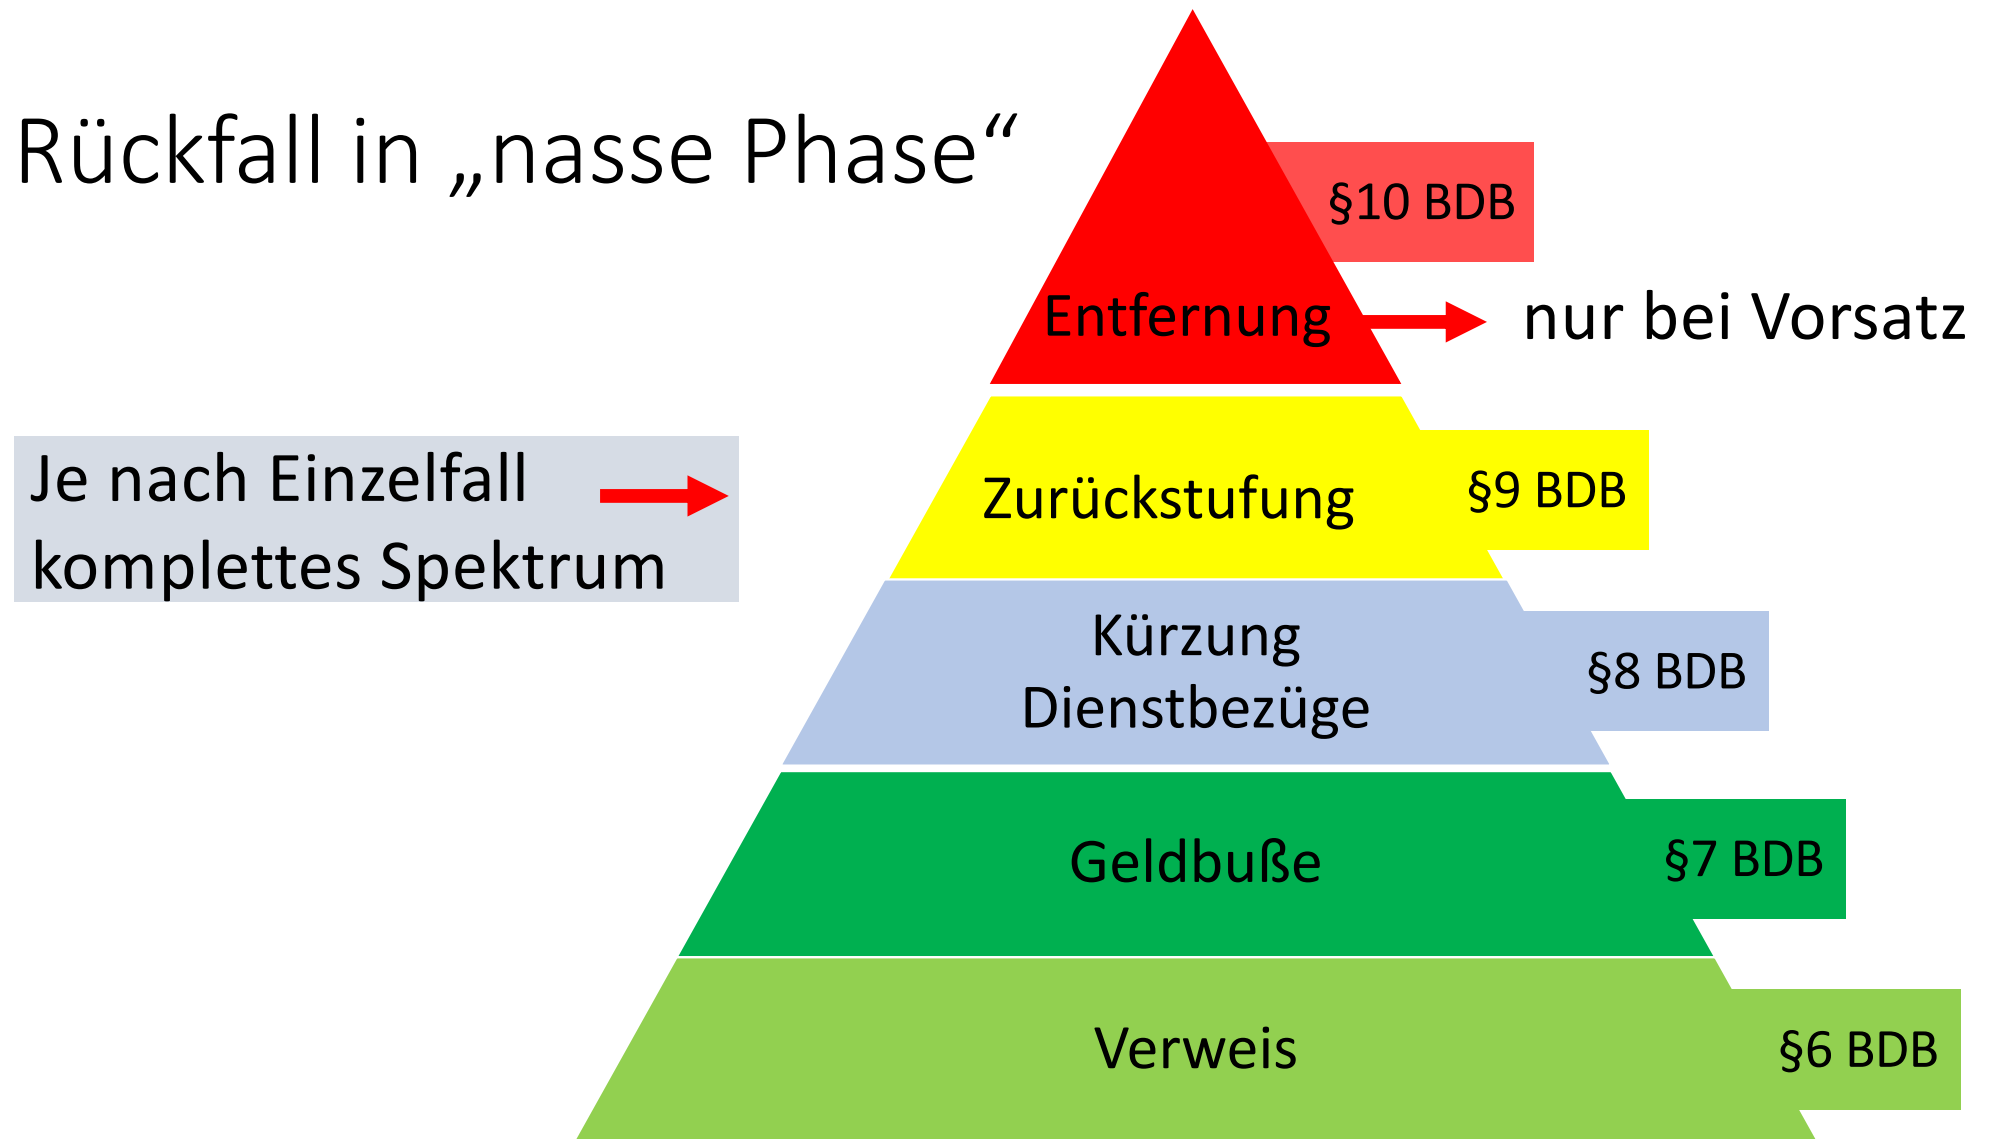 Rückfall in „nasse Phase“
§10 BDB
Entfernung
nur bei Vorsatz
Je nach Einzelfall
komplettes Spektrum
Zurückstufung
§9 BDB
Kürzung
Dienstbezüge
§8 BDB
Geldbuße
§7 BDB
Verweis
§6 BDB